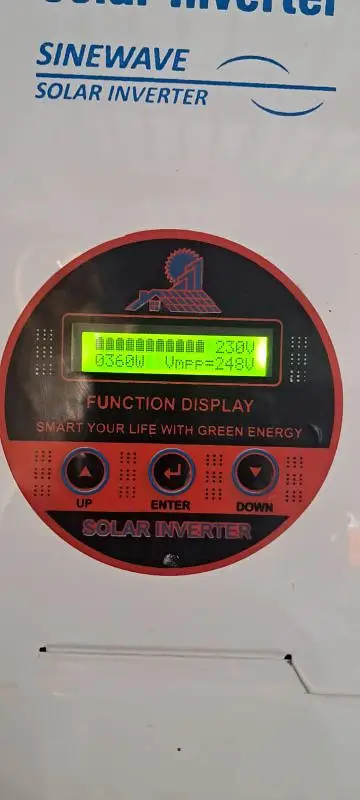 Solar Inverter
SINEWAVE
SOLAR INVERTER
230V
0360W Vmpp=248V
FUNCTION DISPLAY
SMART YOUR LIFE WITH GREEN ENERGY
UP
ENTER
DOWN
SOLAR INVERTER